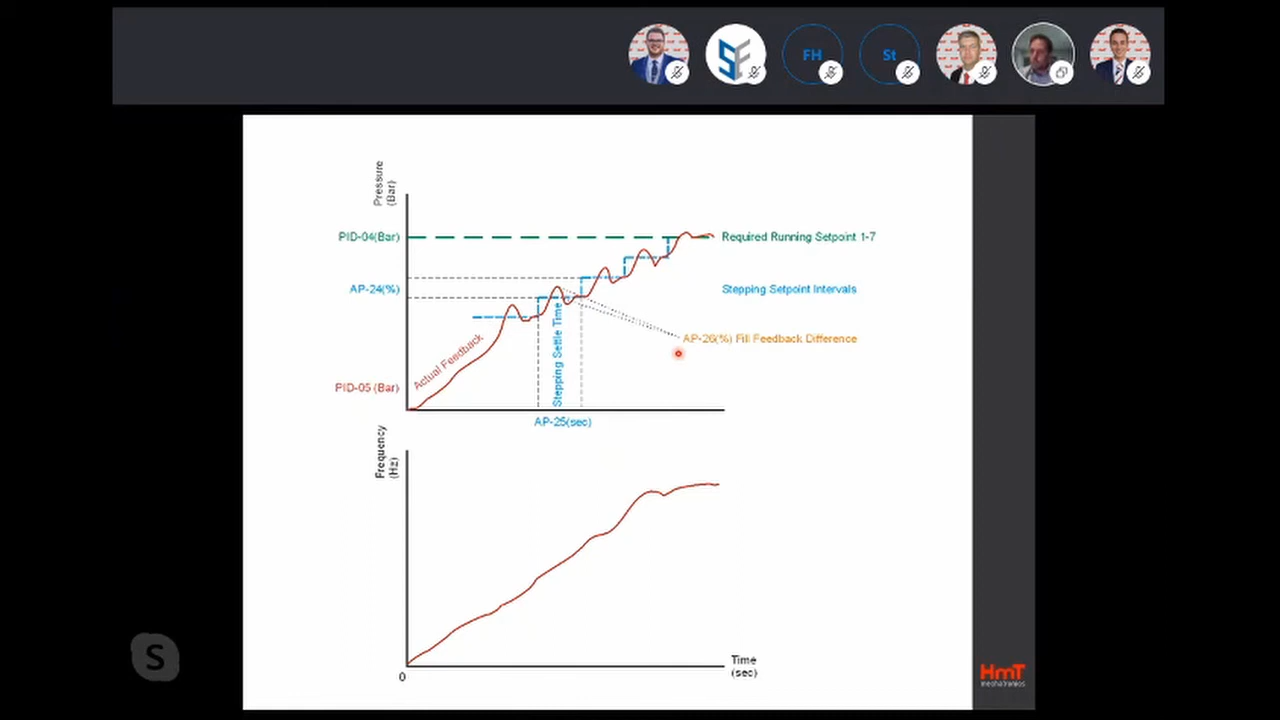 FH
St
Pressure
(Bar)
PID-04(Bar)
Required Running Setpoint 1-7
AP-24(%)
Stepping Setpoint Intervals
Stepping Settle Time
AP-26(%) Fill Feedback Difference
Actual Feedback
PID-05 (Bar)
AP-25(sec)
Frequency
(Hz)
Time
(sec)
0
S
HmT
mechatronics